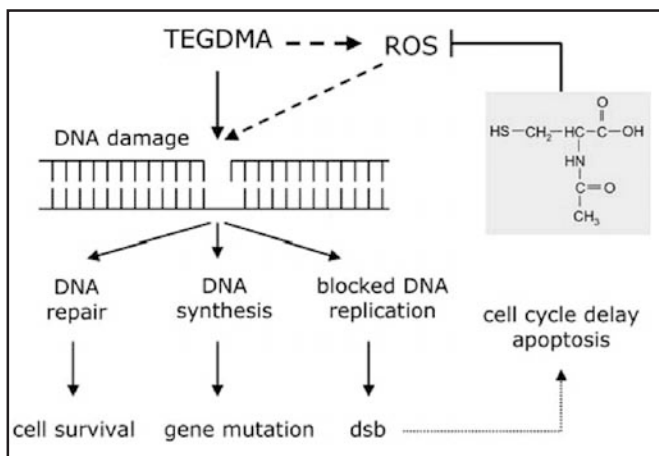 TEGDMA
ROS
DNA damage
O
HS–CH₂–HC–C–OH
HN
C=O
CH₃
DNA
repair
DNA
synthesis
blocked DNA
replication
cell cycle delay
apoptosis
cell survival
gene mutation
dsb